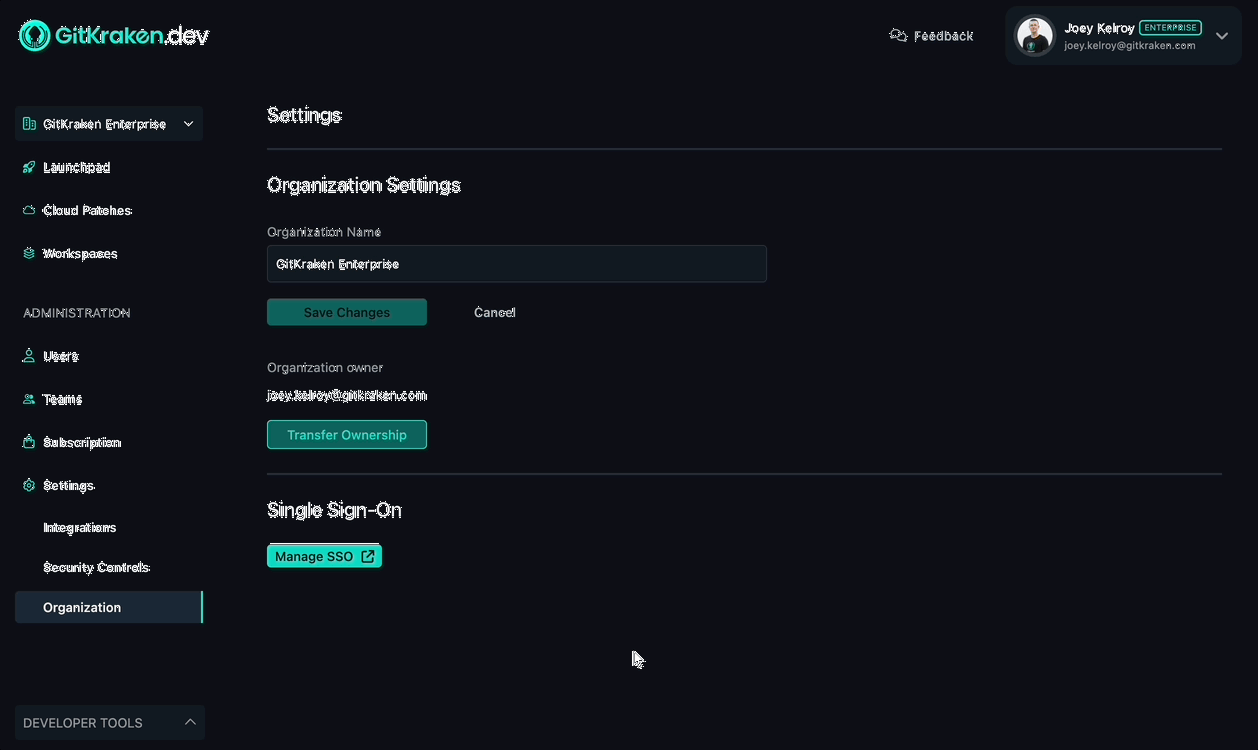 GitKraken.dev
Feedback
Joey Kelroy ENTERPRISE
joey.kelroy@gitkraken.com
GitKraken Enterprise
Launchpad
Cloud Patches
Workspaces
ADMINISTRATION
Users
Teams
Subscription
Settings
Integrations
Security Controls
Organization
DEVELOPER TOOLS
Settings
Organization Settings
Organization Name
GitKraken Enterprise
Save Changes
Cancel
Organization owner
joey.kelroy@gitkraken.com
Transfer Ownership
Single Sign-On
Manage SSO